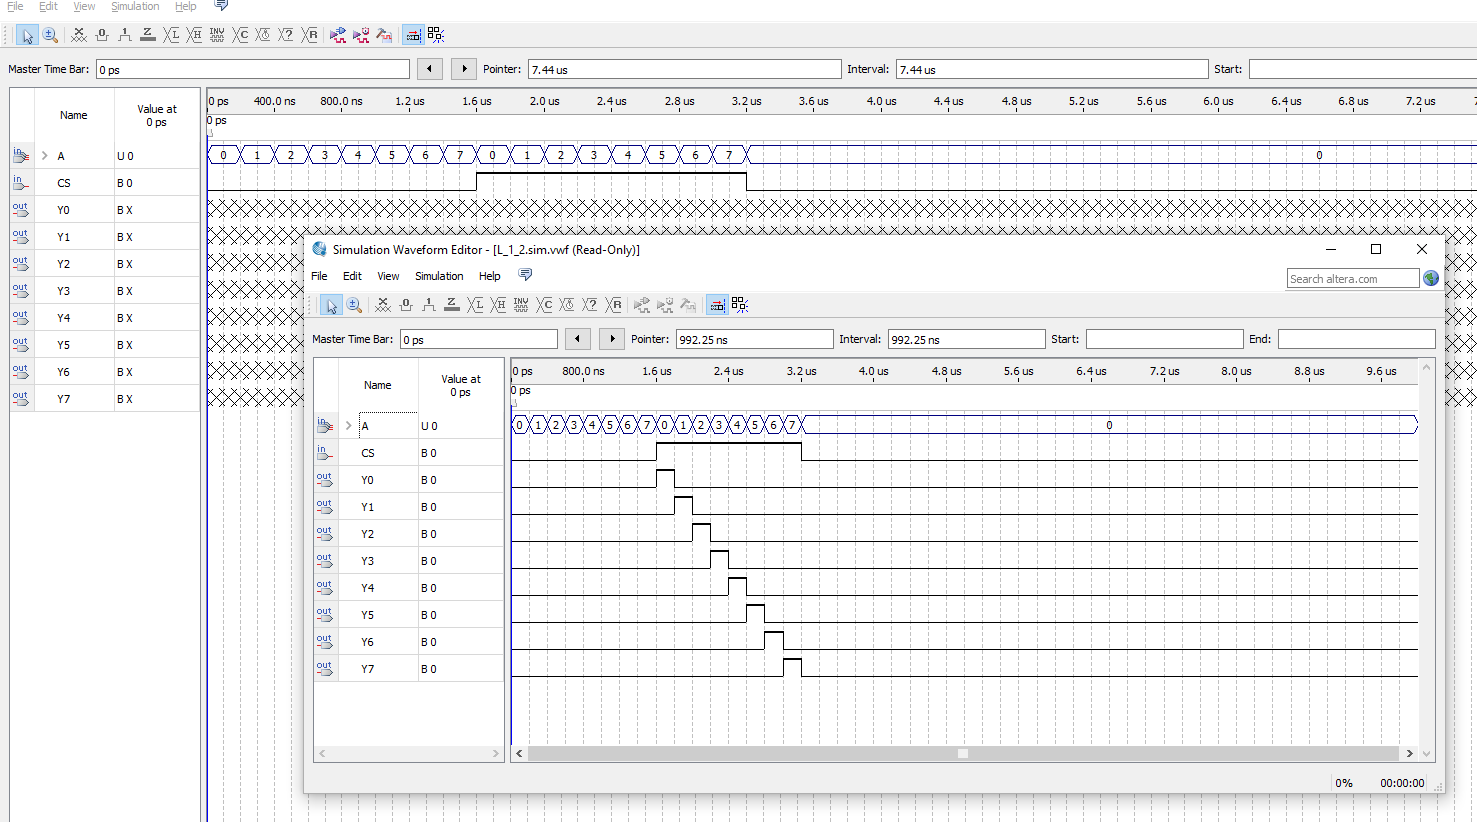 File Edit View Simulation Help
Master Time Bar: 0 ps Pointer: 7.44 us Interval: 7.44 us Start:
Name Value at 0 ps
0 ps 400.0 ns 800.0 ns 1.2 us 1.6 us 2.0 us 2.4 us 2.8 us 3.2 us 3.6 us 4.0 us 4.4 us 4.8 us 5.2 us 5.6 us 6.0 us 6.4 us 6.8 us 7.2 us
0 ps
A U 0 0 1 2 3 4 5 6 7 0 1 2 3 4 5 6 7 0
CS B 0
Y0 B X
Y1 B X
Y2 B X
Y3 B X
Y4 B X
Y5 B X
Y6 B X
Y7 B X
Simulation Waveform Editor - [L_1_2.sim.vwf (Read-Only)]
File Edit View Simulation Help
Search altera.com
Master Time Bar: 0 ps Pointer: 992.25 ns Interval: 992.25 ns Start: End:
Name Value at 0 ps
0 ps 800.0 ns 1.6 us 2.4 us 3.2 us 4.0 us 4.8 us 5.6 us 6.4 us 7.2 us 8.0 us 8.8 us 9.6 us
0 ps
A U 0 0 1 2 3 4 5 6 7 0 1 2 3 4 5 6 7 0
CS B 0
Y0 B 0
Y1 B 0
Y2 B 0
Y3 B 0
Y4 B 0
Y5 B 0
Y6 B 0
Y7 B 0
0% 00:00:00